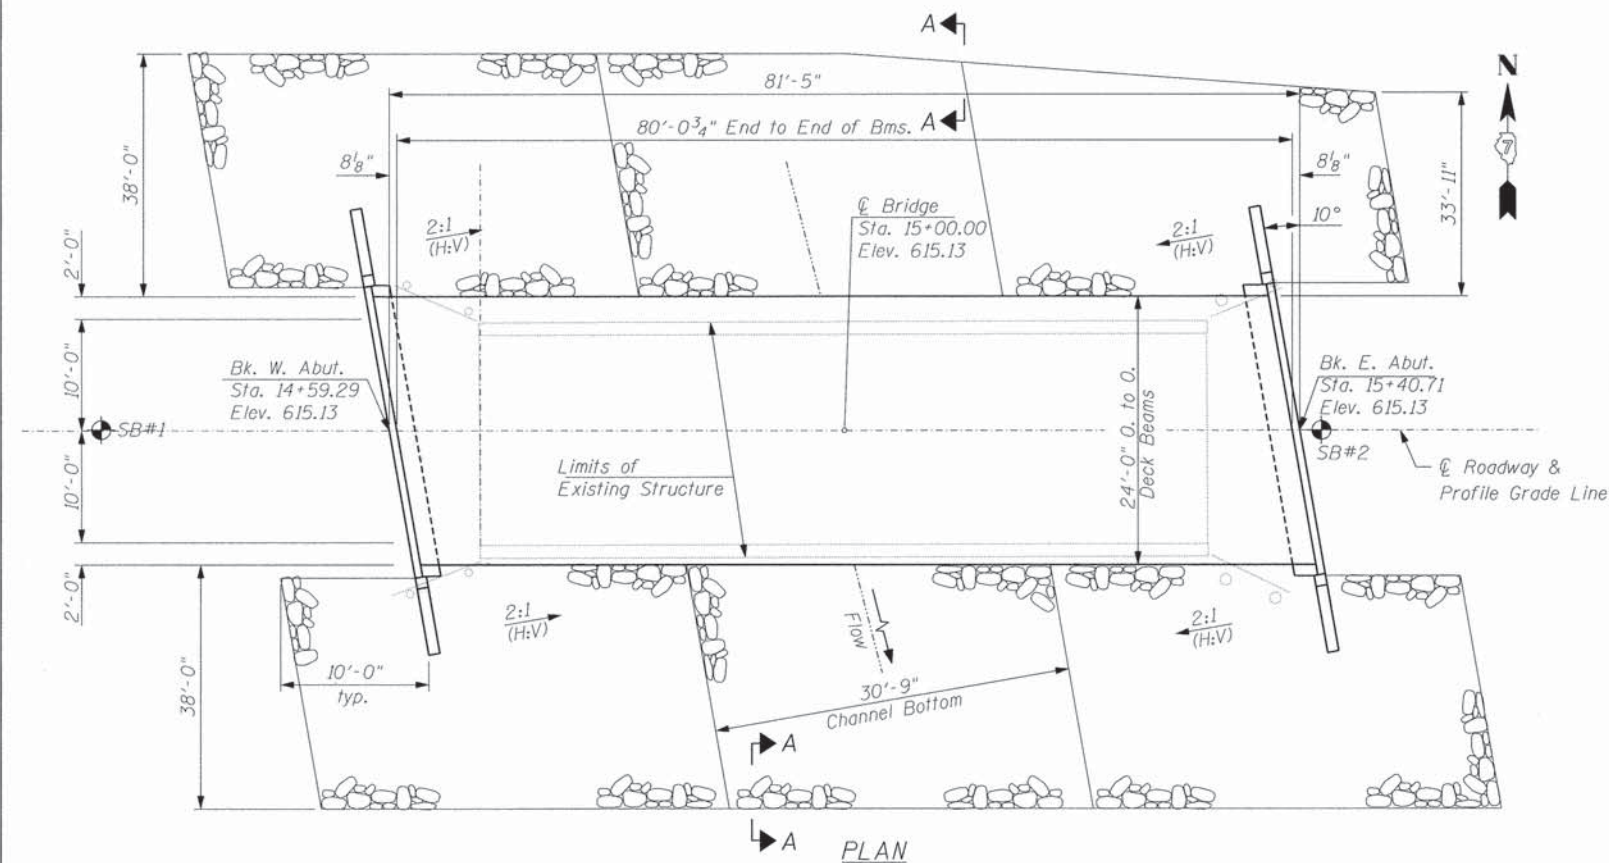 A
N
7
81'-5"
A
80'-0¾" End to End of Bms.
38'-0"
8⅛"
8⅛"
33'-11"
10°
℄ Bridge
Sta. 15+00.00
Elev. 615.13
2:1
(H:V)
2:1
(H:V)
2'-0"
10'-0"
Bk. W. Abut.
Sta. 14+59.29
Elev. 615.13
Bk. E. Abut.
Sta. 15+40.71
Elev. 615.13
24'-0" O. to O.
Deck Beams
SB#1
SB#2
℄ Roadway &
Profile Grade Line
Limits of
Existing Structure
10'-0"
2'-0"
2:1
(H:V)
Flow
2:1
(H:V)
10'-0"
typ.
38'-0"
30'-9"
Channel Bottom
A
A
PLAN